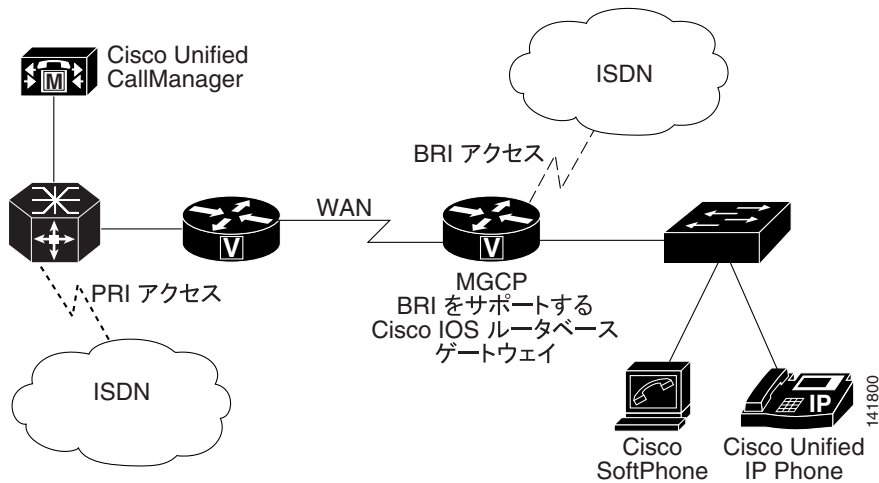 Cisco Unified
CallManager
M
ISDN
BRI アクセス
WAN
V
V
PRI アクセス
MGCP
BRI をサポートする
Cisco IOS ルータベース
ゲートウェイ
ISDN
IP
Cisco
SoftPhone
Cisco Unified
IP Phone
141800